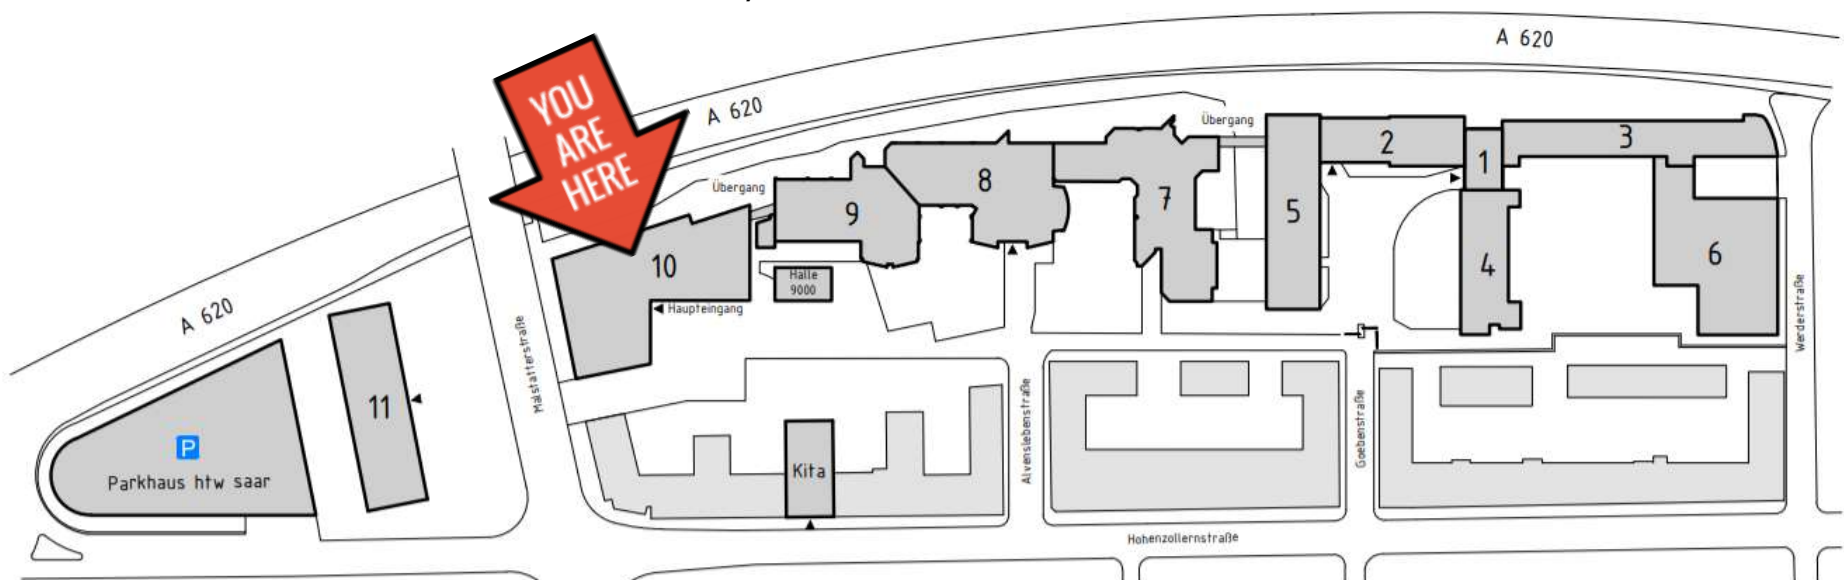 A 620
A 620
A 620
YOU
ARE
HERE
Übergang
Übergang
1
2
3
4
5
6
7
8
9
10
11
Halle
9000
Haupteingang
P
Parkhaus htw saar
Kita
Malstatterstraße
Alvenslebenstraße
Goebenstraße
Werderstraße
Hohenzollernstraße